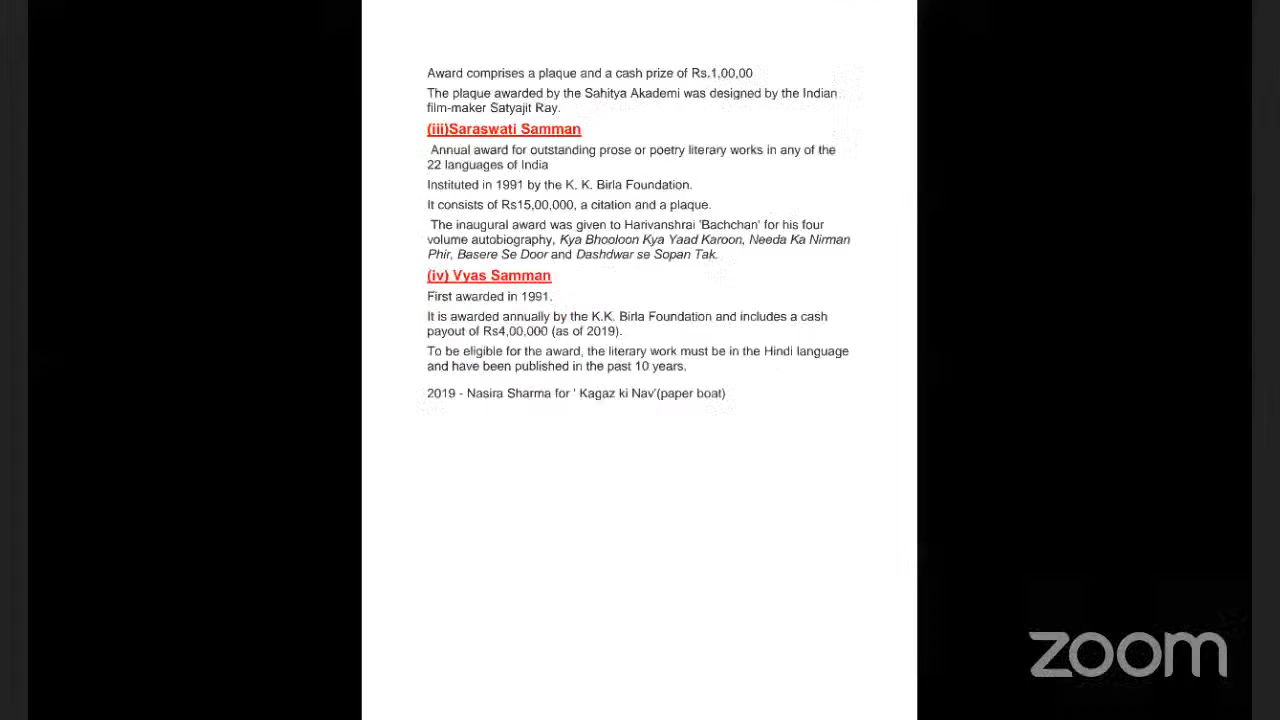 Award comprises a plaque and a cash prize of Rs.1,00,00
The plaque awarded by the Sahitya Akademi was designed by the Indian
film-maker Satyajit Ray.
(iii)Saraswati Samman
Annual award for outstanding prose or poetry literary works in any of the
22 languages of India
Instituted in 1991 by the K. K. Birla Foundation.
It consists of Rs15,00,000, a citation and a plaque.
The inaugural award was given to Harivanshrai 'Bachchan' for his four
volume autobiography, Kya Bhooloon Kya Yaad Karoon, Needa Ka Nirman
Phir, Basere Se Door and Dashdwar se Sopan Tak.
(iv) Vyas Samman
First awarded in 1991.
It is awarded annually by the K.K. Birla Foundation and includes a cash
payout of Rs4,00,000 (as of 2019).
To be eligible for the award, the literary work must be in the Hindi language
and have been published in the past 10 years.
2019 - Nasira Sharma for ' Kagaz ki Nav'(paper boat)
zoom